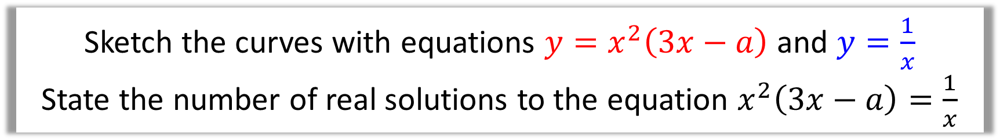 Sketch the curves with equations y = x²(3x − a) and y = 1/x
State the number of real solutions to the equation x²(3x − a) = 1/x